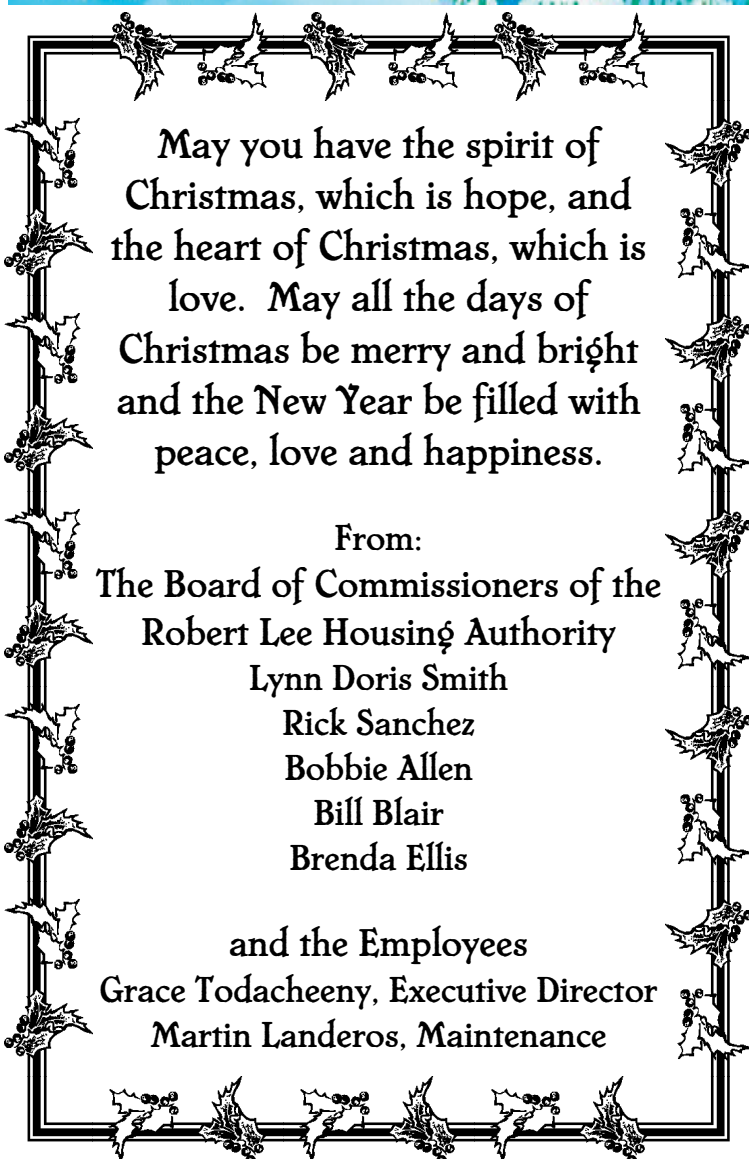 May you have the spirit of
Christmas, which is hope, and
the heart of Christmas, which is
love. May all the days of
Christmas be merry and bright
and the New Year be filled with
peace, love and happiness.
From:
The Board of Commissioners of the
Robert Lee Housing Authority
Lynn Doris Smith
Rick Sanchez
Bobbie Allen
Bill Blair
Brenda Ellis
and the Employees
Grace Todacheeny, Executive Director
Martin Landeros, Maintenance